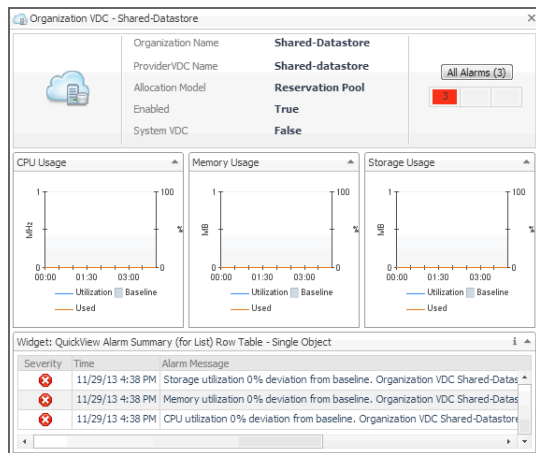 Organization VDC - Shared-Datastore
Organization Name Shared-Datastore
ProviderVDC Name Shared-datastore
Allocation Model Reservation Pool
Enabled True
System VDC False
All Alarms (3)
3
CPU Usage
1 100
MHz %
0 0
00:00 01:30 03:00
Utilization Baseline
Used
Memory Usage
1 100
MB %
0 0
00:00 01:30 03:00
Utilization Baseline
Used
Storage Usage
1 100
MB %
0 0
00:00 01:30 03:00
Utilization Baseline
Used
Widget: QuickView Alarm Summary (for List) Row Table - Single Object
Severity Time Alarm Message
11/29/13 4:38 PM Storage utilization 0% deviation from baseline. Organization VDC Shared-Datas
11/29/13 4:38 PM Memory utilization 0% deviation from baseline. Organization VDC Shared-Datas
11/29/13 4:38 PM CPU utilization 0% deviation from baseline. Organization VDC Shared-Datastore